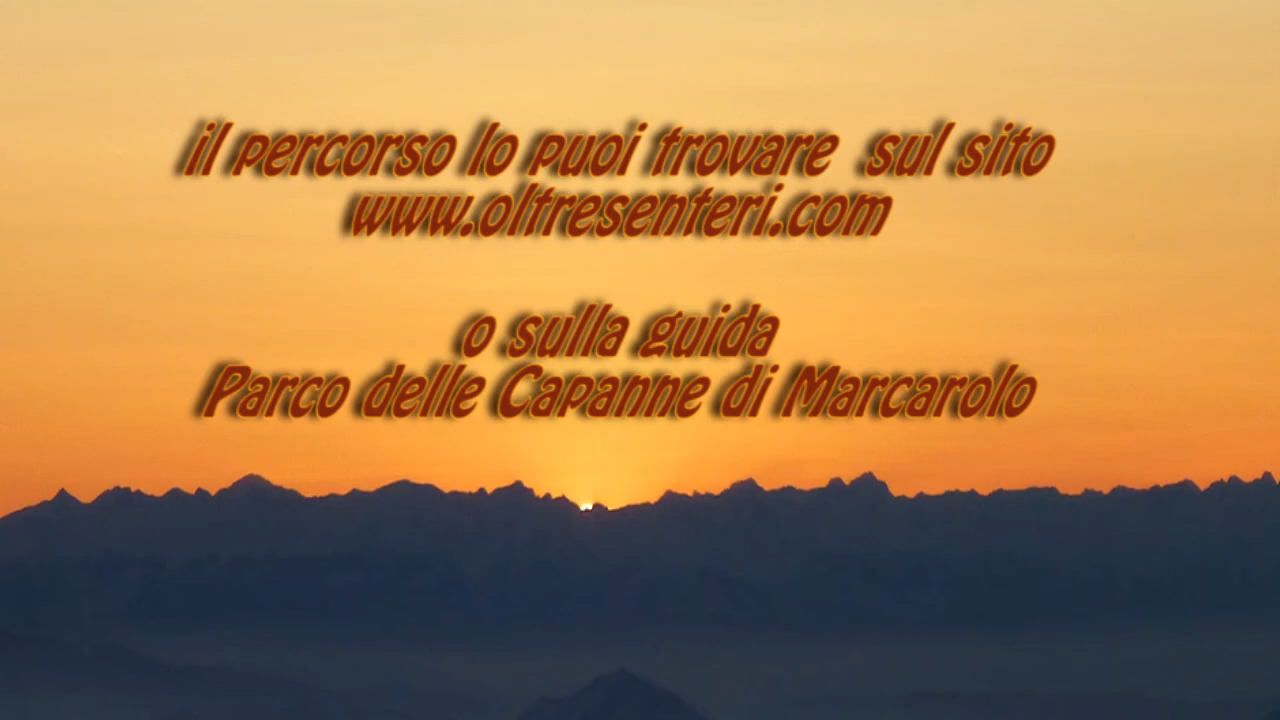 il percorso lo puoi trovare sul sito
www.oltresenteri.com
o sulla guida
Parco delle Capanne di Marcarolo